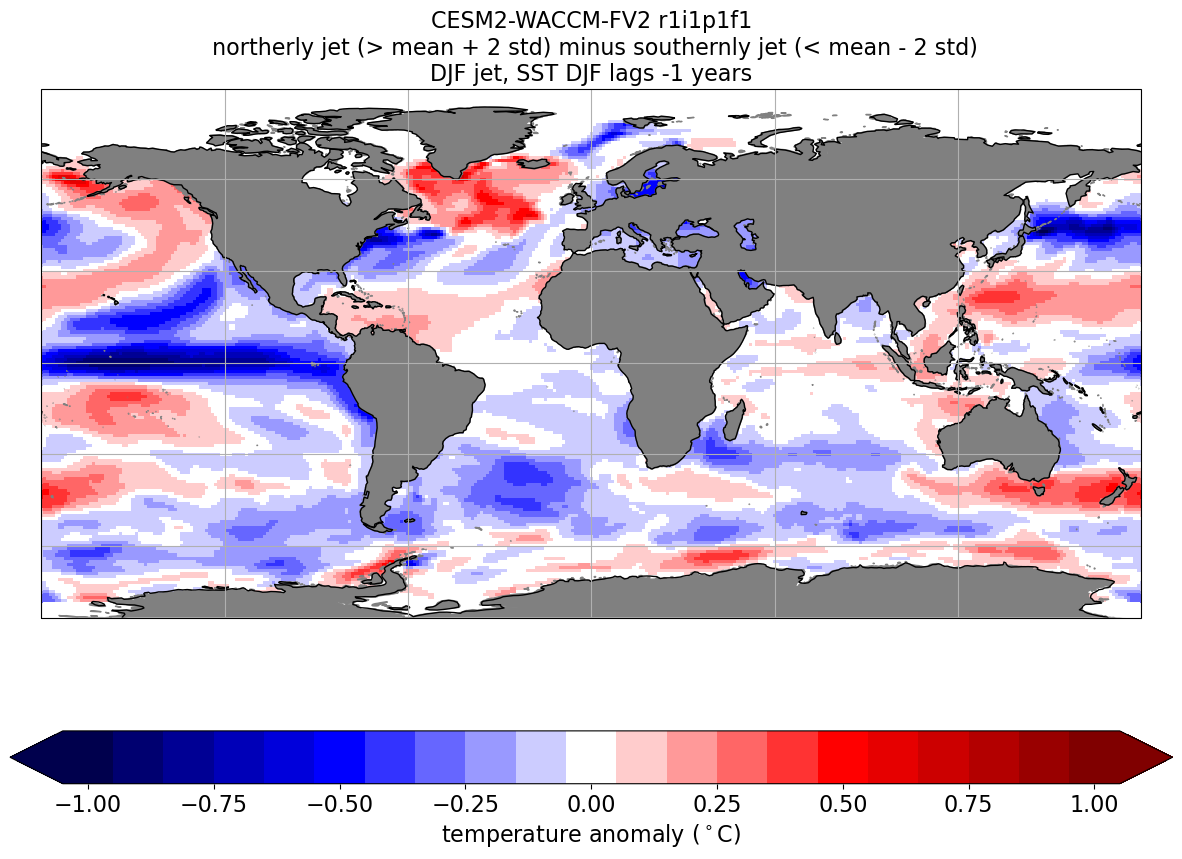 CESM2-WACCM-FV2 r1i1p1f1
northerly jet (> mean + 2 std) minus southernly jet (< mean - 2 std)
DJF jet, SST DJF lags -1 years
−1.00 −0.75 −0.50 −0.25 0.00 0.25 0.50 0.75 1.00
temperature anomaly (°C)